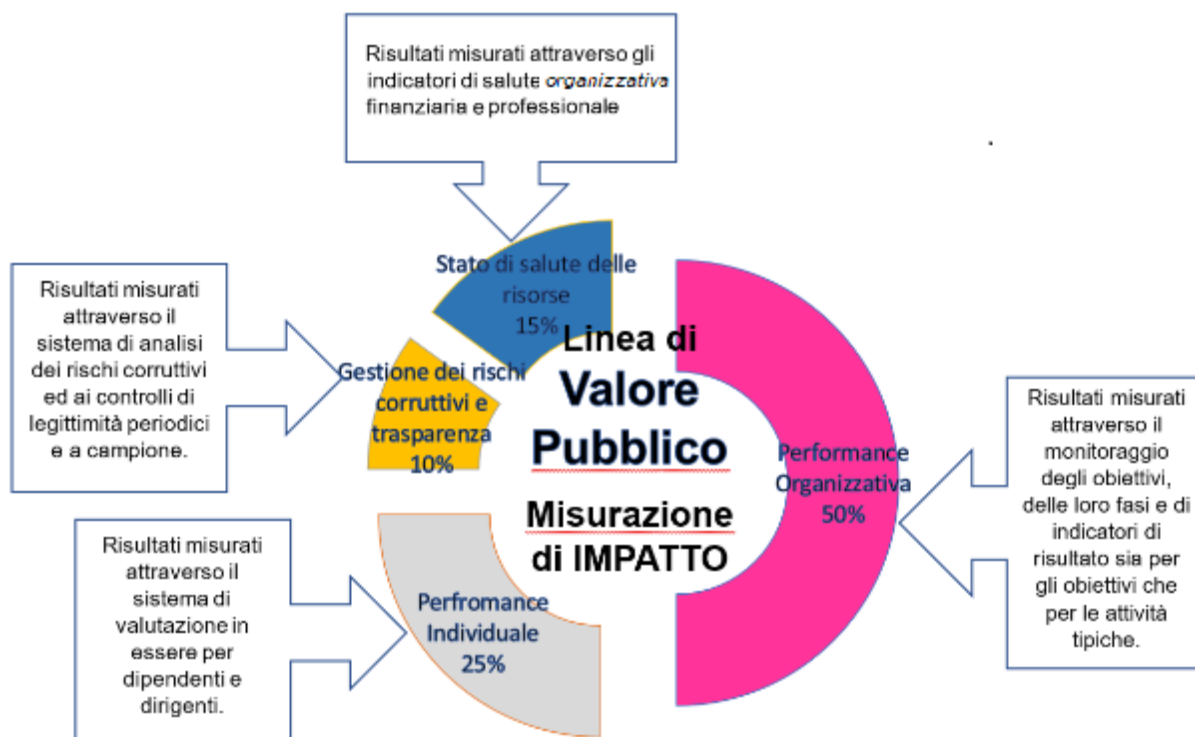 Risultati misurati attraverso gli
indicatori di salute organizzativa
finanziaria e professionale
Stato di salute delle
risorse
15%
Risultati misurati
attraverso il
sistema di analisi
dei rischi corruttivi
ed ai controlli di
legittimità periodici
e a campione.
Gestione dei rischi
corruttivi e
trasparenza
10%
Linea di
Valore
Pubblico
Misurazione
di IMPATTO
Performance
Organizzativa
50%
Risultati misurati
attraverso il
monitoraggio
degli obiettivi,
delle loro fasi e di
indicatori di
risultato sia per
gli obiettivi che
per le attività
tipiche.
Risultati misurati
attraverso il
sistema di
valutazione in
essere per
dipendenti e
dirigenti.
Perfromance
Individuale
25%